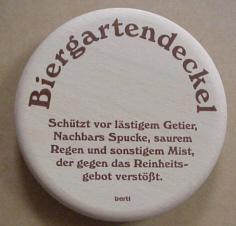 Biergartendeckel
Schützt vor lästigem Getier,
Nachbars Spucke, saurem
Regen und sonstigem Mist,
der gegen das Reinheits-
gebot verstößt.
berti